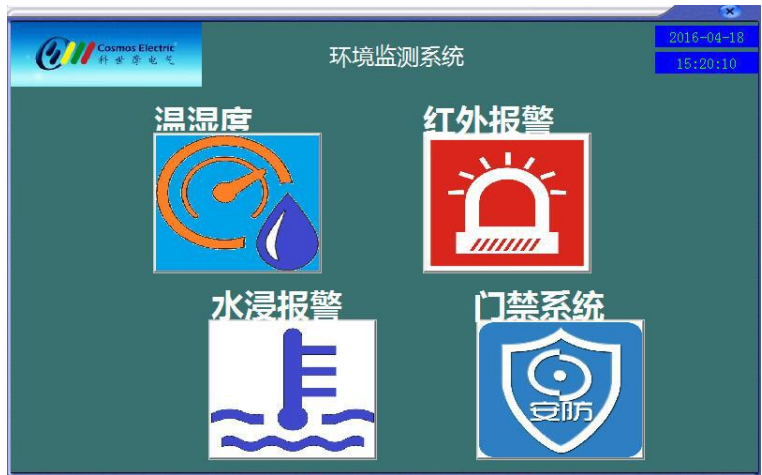 Cosmos Electric
科世摩电气
环境监测系统
2016-04-18
15:20:10
温湿度
红外报警
水浸报警
门禁系统
安防